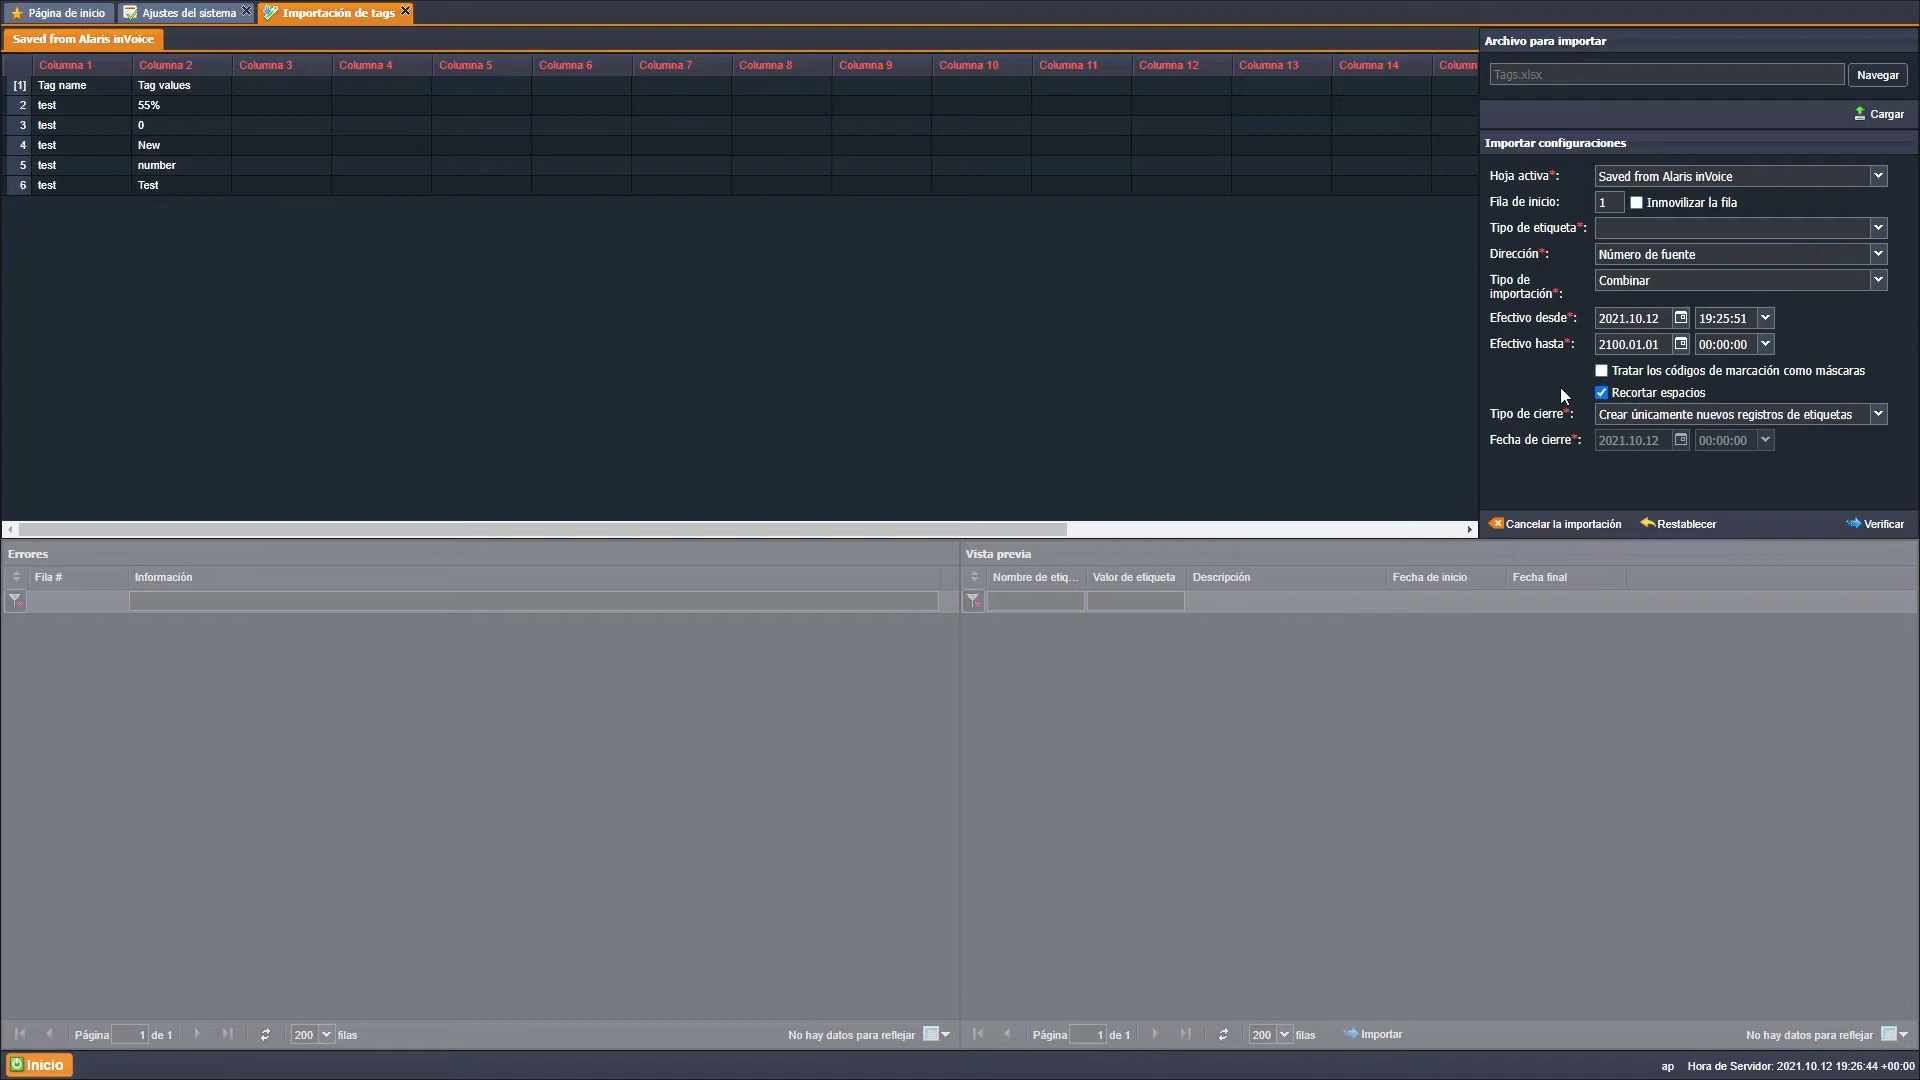 Página de inicio
Ajustes del sistema
Importación de tags
Saved from Alaris inVoice
Columna 1 Columna 2 Columna 3 Columna 4 Columna 5 Columna 6 Columna 7 Columna 8 Columna 9 Columna 10 Columna 11 Columna 12 Columna 13 Columna 14 Column
[1] Tag name Tag values
2 test 55%
3 test 0
4 test New
5 test number
6 test Test
Archivo para importar
Tags.xlsx Navegar
Cargar
Importar configuraciones
Hoja activa*: Saved from Alaris inVoice
Fila de inicio: 1 Inmovilizar la fila
Tipo de etiqueta*:
Dirección*: Número de fuente
Tipo de
importación*: Combinar
Efectivo desde*: 2021.10.12 19:25:51
Efectivo hasta*: 2100.01.01 00:00:00
Tratar los códigos de marcación como máscaras
Recortar espacios
Tipo de cierre*: Crear únicamente nuevos registros de etiquetas
Fecha de cierre*: 2021.10.12 00:00:00
Cancelar la importación Restablecer Verificar
Errores
Fila # Información
Página 1 de 1 200 filas No hay datos para reflejar
Vista previa
Nombre de etiq... Valor de etiqueta Descripción Fecha de inicio Fecha final
Página 1 de 1 200 filas Importar No hay datos para reflejar
Inicio
ap Hora de Servidor: 2021.10.12 19:26:44 +00:00